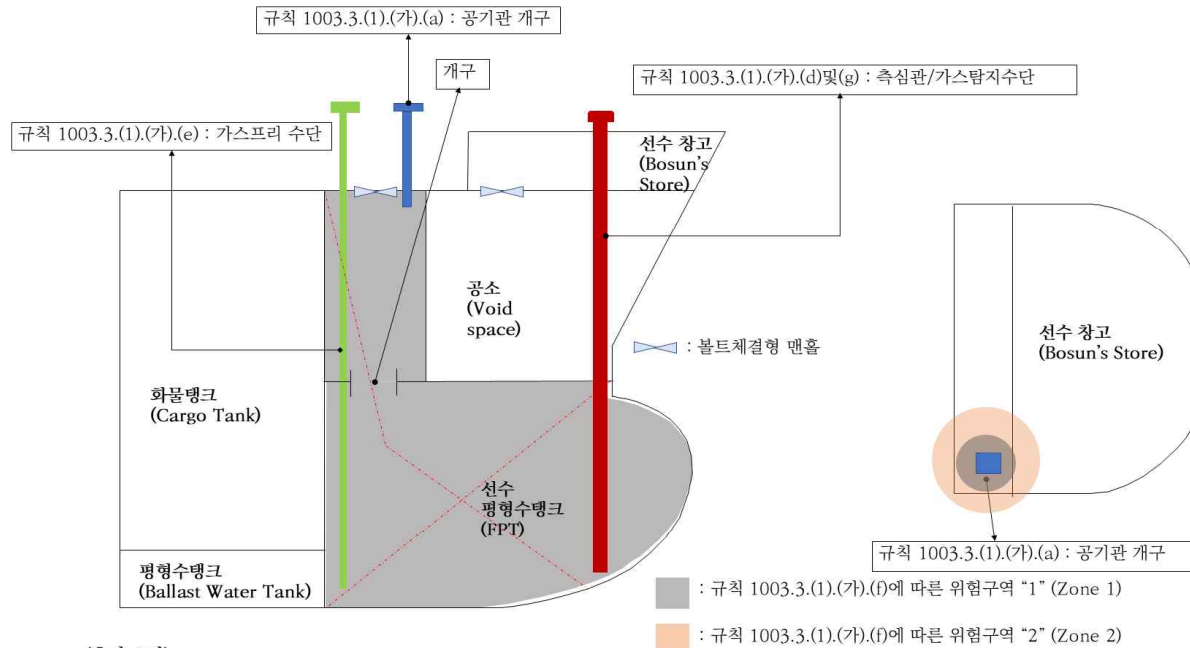 규칙 1003.3.(1).(가).(a) : 공기관 개구
개구
규칙 1003.3.(1).(가).(d)및(g) : 측심관/가스탐지수단
규칙 1003.3.(1).(가).(e) : 가스프리 수단
선수 창고
(Bosun's
Store)
공소
(Void
space)
: 볼트체결형 맨홀
화물탱크
(Cargo Tank)
선수
평형수탱크
(FPT)
평형수탱크
(Ballast Water Tank)
선수 창고
(Bosun's Store)
규칙 1003.3.(1).(가).(a) : 공기관 개구
: 규칙 1003.3.(1).(가).(f)에 따른 위험구역 “1” (Zone 1)
: 규칙 1003.3.(1).(가).(f)에 따른 위험구역 “2” (Zone 2)